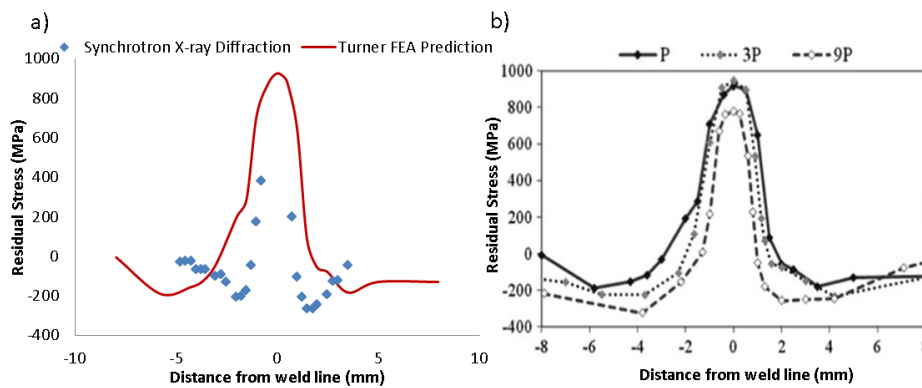 a)
Synchrotron X-ray Diffraction
Turner FEA Prediction
1000
800
600
400
200
0
-200
-400
-10
-5
0
5
10
Residual Stress (MPa)
Distance from weld line (mm)
b)
P
3P
9P
1000
800
600
400
200
0
-200
-400
-8
-6
-4
-2
0
2
4
6
8
Residual Stress (MPa)
Distance from weld line (mm)